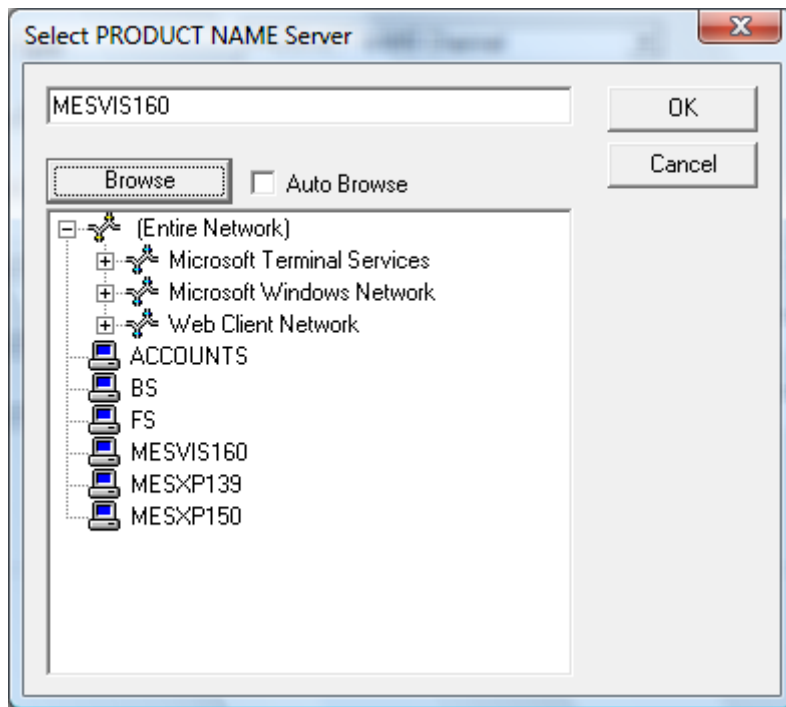 Select PRODUCT NAME Server
MESVIS160
OK
Cancel
Browse
Auto Browse
(Entire Network)
Microsoft Terminal Services
Microsoft Windows Network
Web Client Network
ACCOUNTS
BS
FS
MESVIS160
MESXP139
MESXP150